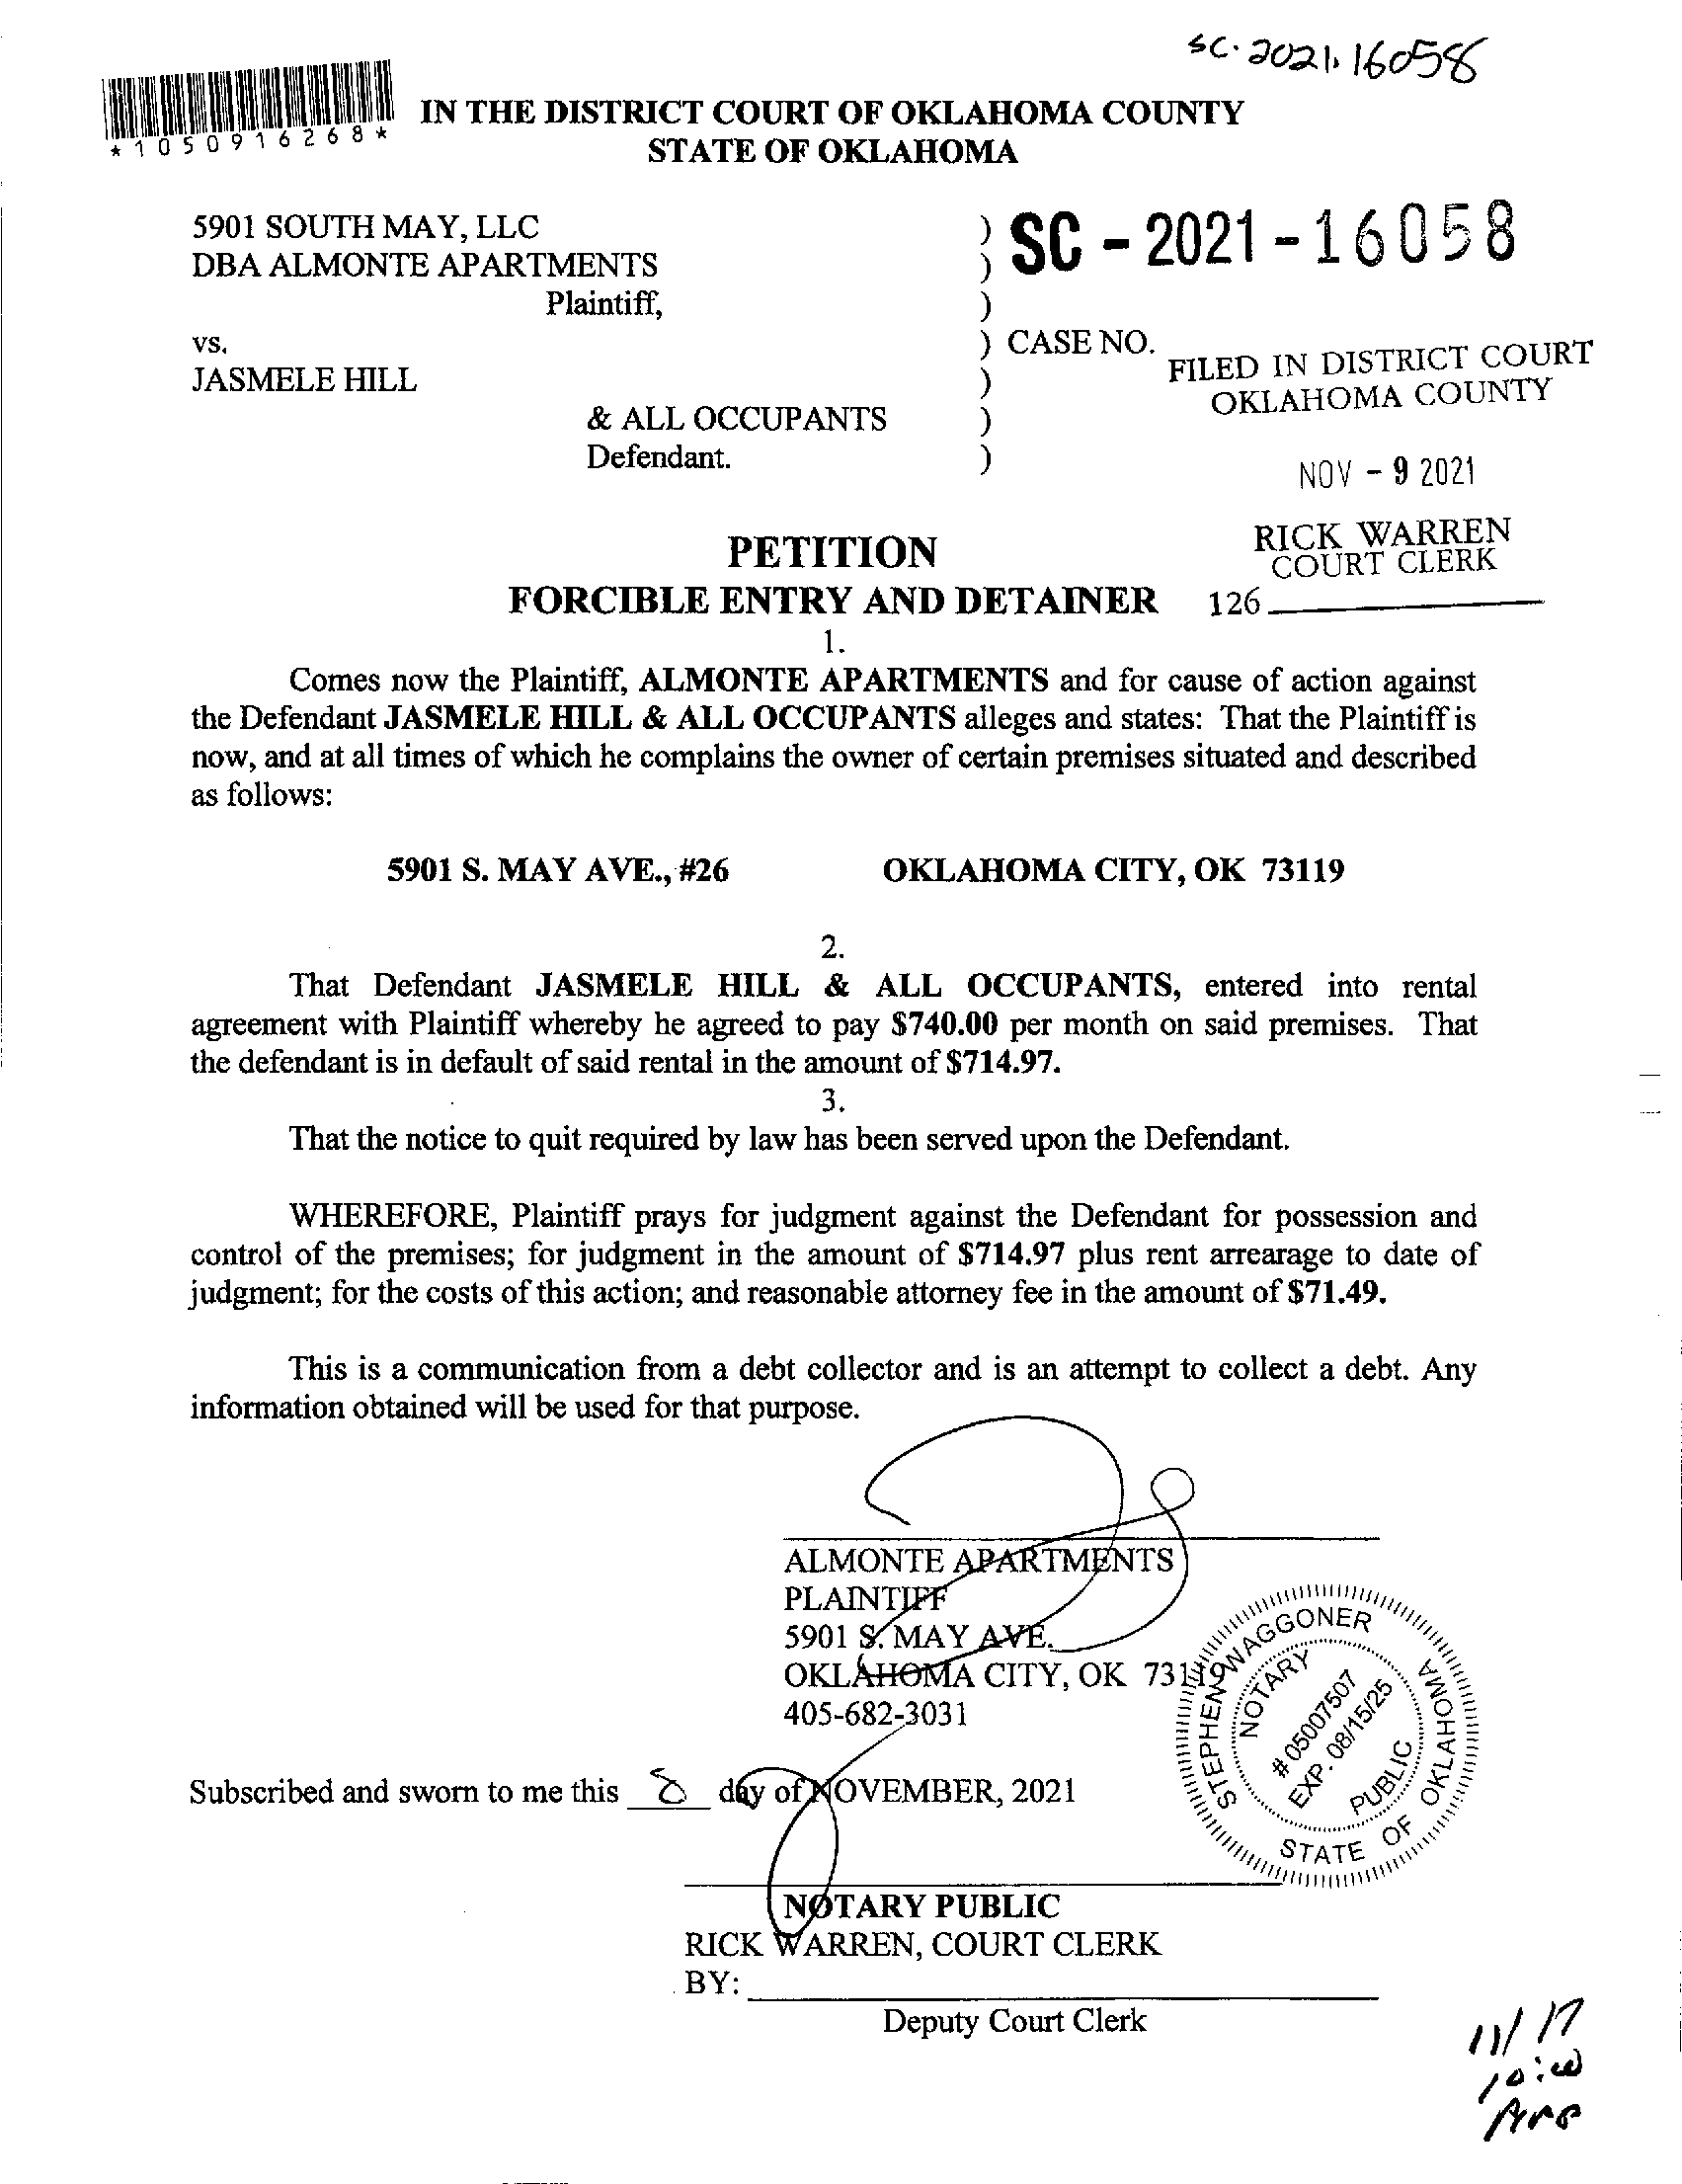 SC-2021-16058
*1050916268*
IN THE DISTRICT COURT OF OKLAHOMA COUNTY
STATE OF OKLAHOMA
5901 SOUTH MAY, LLC ) SC - 2021 - 16058
DBA ALMONTE APARTMENTS )
Plaintiff, )
vs. ) CASE NO.
JASMELE HILL )
& ALL OCCUPANTS )
Defendant. )
FILED IN DISTRICT COURT
OKLAHOMA COUNTY
NOV - 9 2021
RICK WARREN
COURT CLERK
126
PETITION
FORCIBLE ENTRY AND DETAINER
1.
Comes now the Plaintiff, ALMONTE APARTMENTS and for cause of action against
the Defendant JASMELE HILL & ALL OCCUPANTS alleges and states: That the Plaintiff is
now, and at all times of which he complains the owner of certain premises situated and described
as follows:
5901 S. MAY AVE., #26 OKLAHOMA CITY, OK 73119
2.
That Defendant JASMELE HILL & ALL OCCUPANTS, entered into rental
agreement with Plaintiff whereby he agreed to pay $740.00 per month on said premises. That
the defendant is in default of said rental in the amount of $714.97.
3.
That the notice to quit required by law has been served upon the Defendant.
WHEREFORE, Plaintiff prays for judgment against the Defendant for possession and
control of the premises; for judgment in the amount of $714.97 plus rent arrearage to date of
judgment; for the costs of this action; and reasonable attorney fee in the amount of $71.49.
This is a communication from a debt collector and is an attempt to collect a debt. Any
information obtained will be used for that purpose.
ALMONTE APARTMENTS
PLAINTIFF
5901 S. MAY AVE.
OKLAHOMA CITY, OK 73119
405-682-3031
STEPHEN WAGGONER
NOTARY PUBLIC
# 05007507
EXP. 08/15/25
STATE OF OKLAHOMA
Subscribed and sworn to me this 8 day of NOVEMBER, 2021
NOTARY PUBLIC
RICK WARREN, COURT CLERK
BY:
Deputy Court Clerk
11/17
10:00